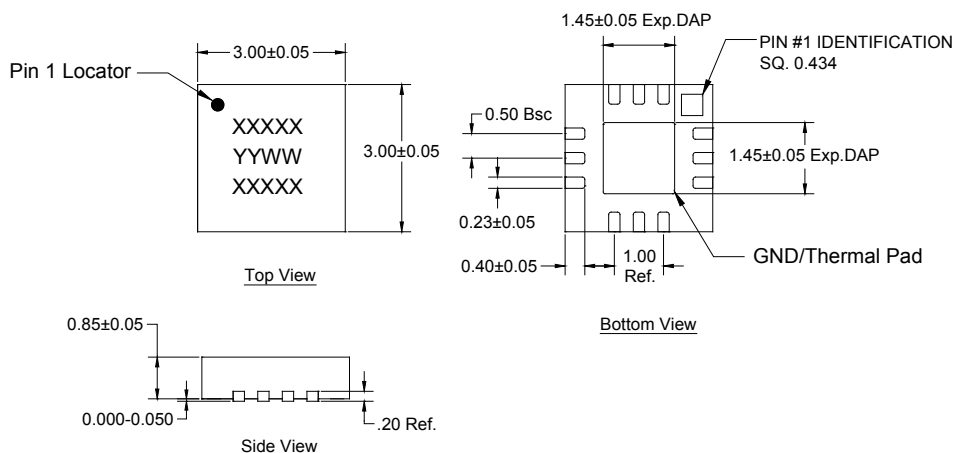 1.45±0.05 Exp.DAP
3.00±0.05
PIN #1 IDENTIFICATION
SQ. 0.434
Pin 1 Locator
XXXXX
YYWW
XXXXX
3.00±0.05
0.50 Bsc
1.45±0.05 Exp.DAP
0.23±0.05
0.40±0.05
1.00
Ref.
GND/Thermal Pad
Top View
Bottom View
0.85±0.05
0.000-0.050
.20 Ref.
Side View